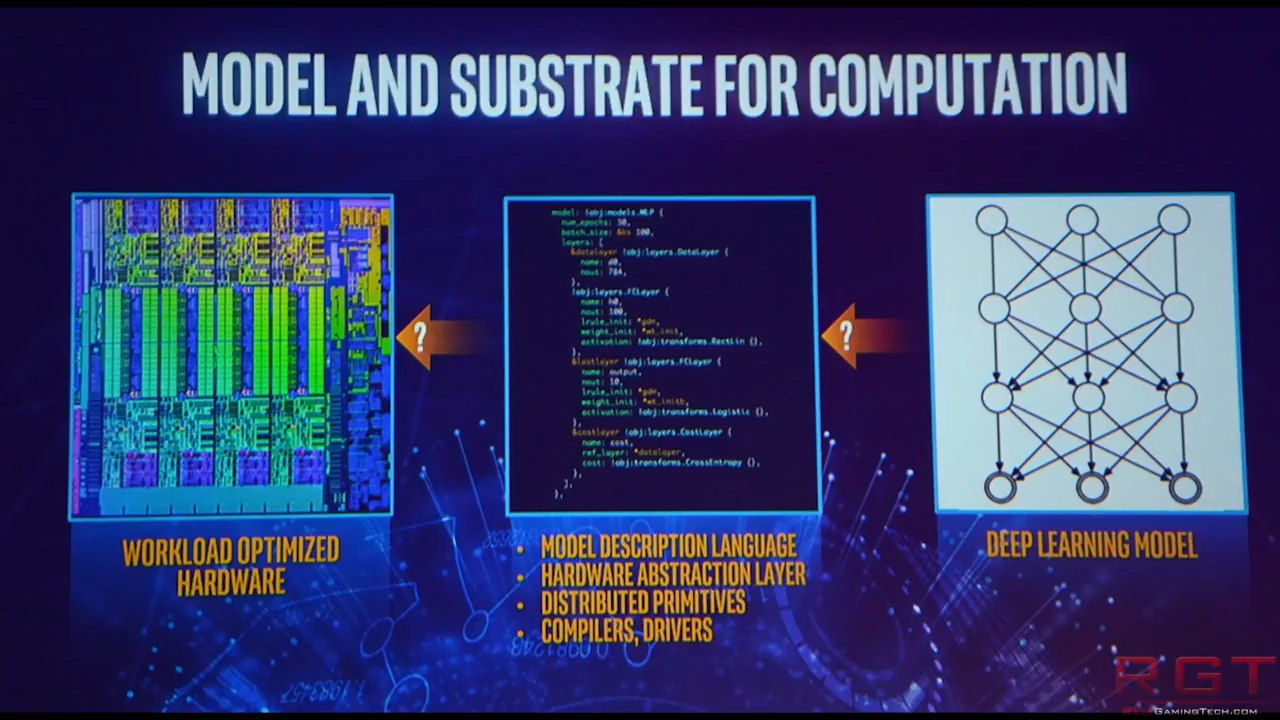 MODEL AND SUBSTRATE FOR COMPUTATION
?
?
model: !obj:models.MLP {
num_epochs: 30,
batch_size: &bs 100,
layers: [
&datalayer !obj:layers.DataLayer {
name: d0,
nout: 784,
},
!obj:layers.FCLayer {
name: h0,
nout: 100,
lrule_init: *gdm,
weight_init: *wt_init,
activation: !obj:transforms.RectLin {},
},
&lastlayer !obj:layers.FCLayer {
name: output,
nout: 10,
lrule_init: *gdm,
weight_init: *wt_initb,
activation: !obj:transforms.Logistic {},
},
&costlayer !obj:layers.CostLayer {
name: cost,
ref_layer: *datalayer,
cost: !obj:transforms.CrossEntropy {},
},
],
},
WORKLOAD OPTIMIZED
HARDWARE
• MODEL DESCRIPTION LANGUAGE
• HARDWARE ABSTRACTION LAYER
• DISTRIBUTED PRIMITIVES
• COMPILERS, DRIVERS
DEEP LEARNING MODEL
RGT
GAMINGTECH.COM